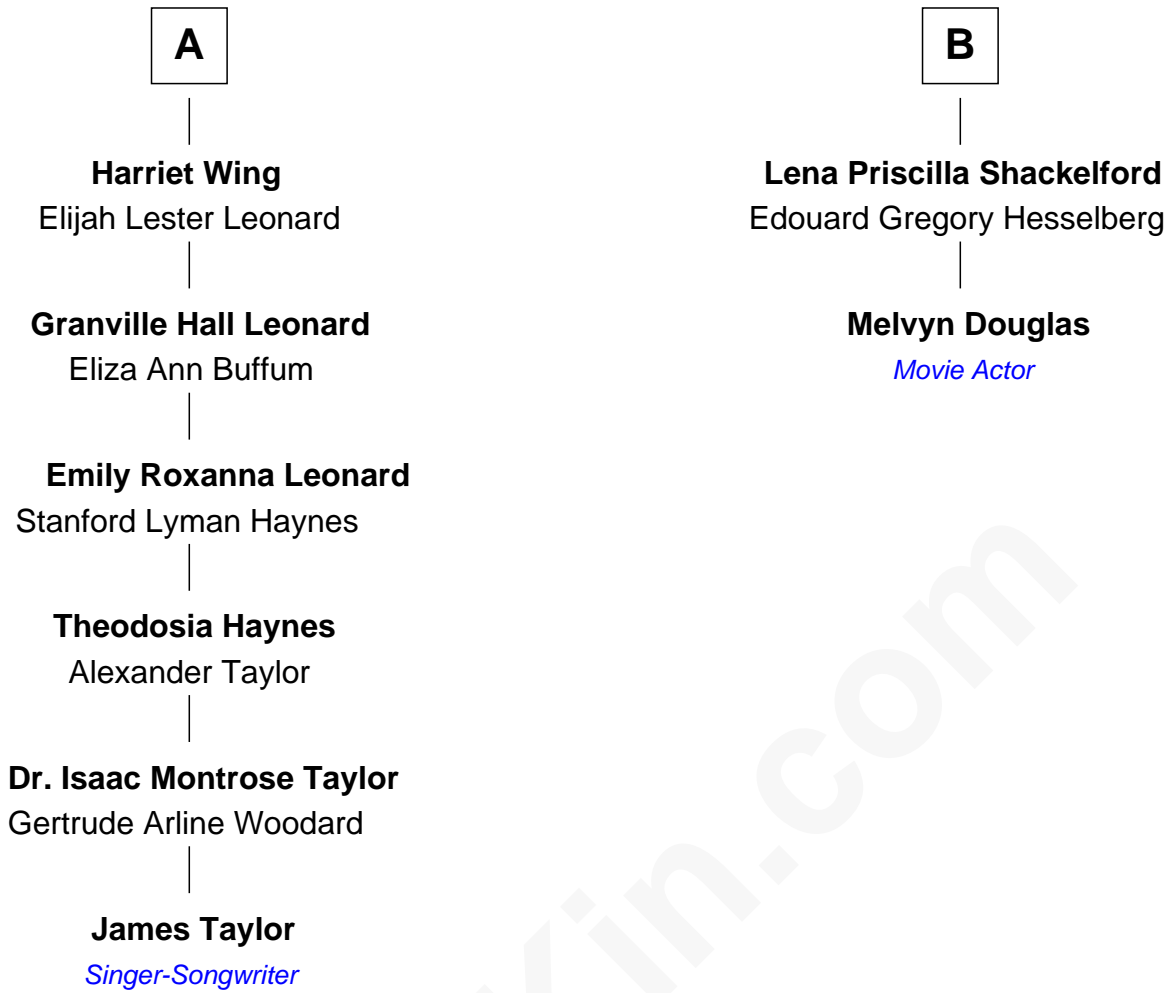 A
Harriet Wing
Elijah Lester Leonard
Granville Hall Leonard
Eliza Ann Buffum
Emily Roxanna Leonard
Stanford Lyman Haynes
Theodosia Haynes
Alexander Taylor
Dr. Isaac Montrose Taylor
Gertrude Arline Woodard
James Taylor
Singer-Songwriter
B
Lena Priscilla Shackelford
Edouard Gregory Hesselberg
Melvyn Douglas
Movie Actor
Kin.com